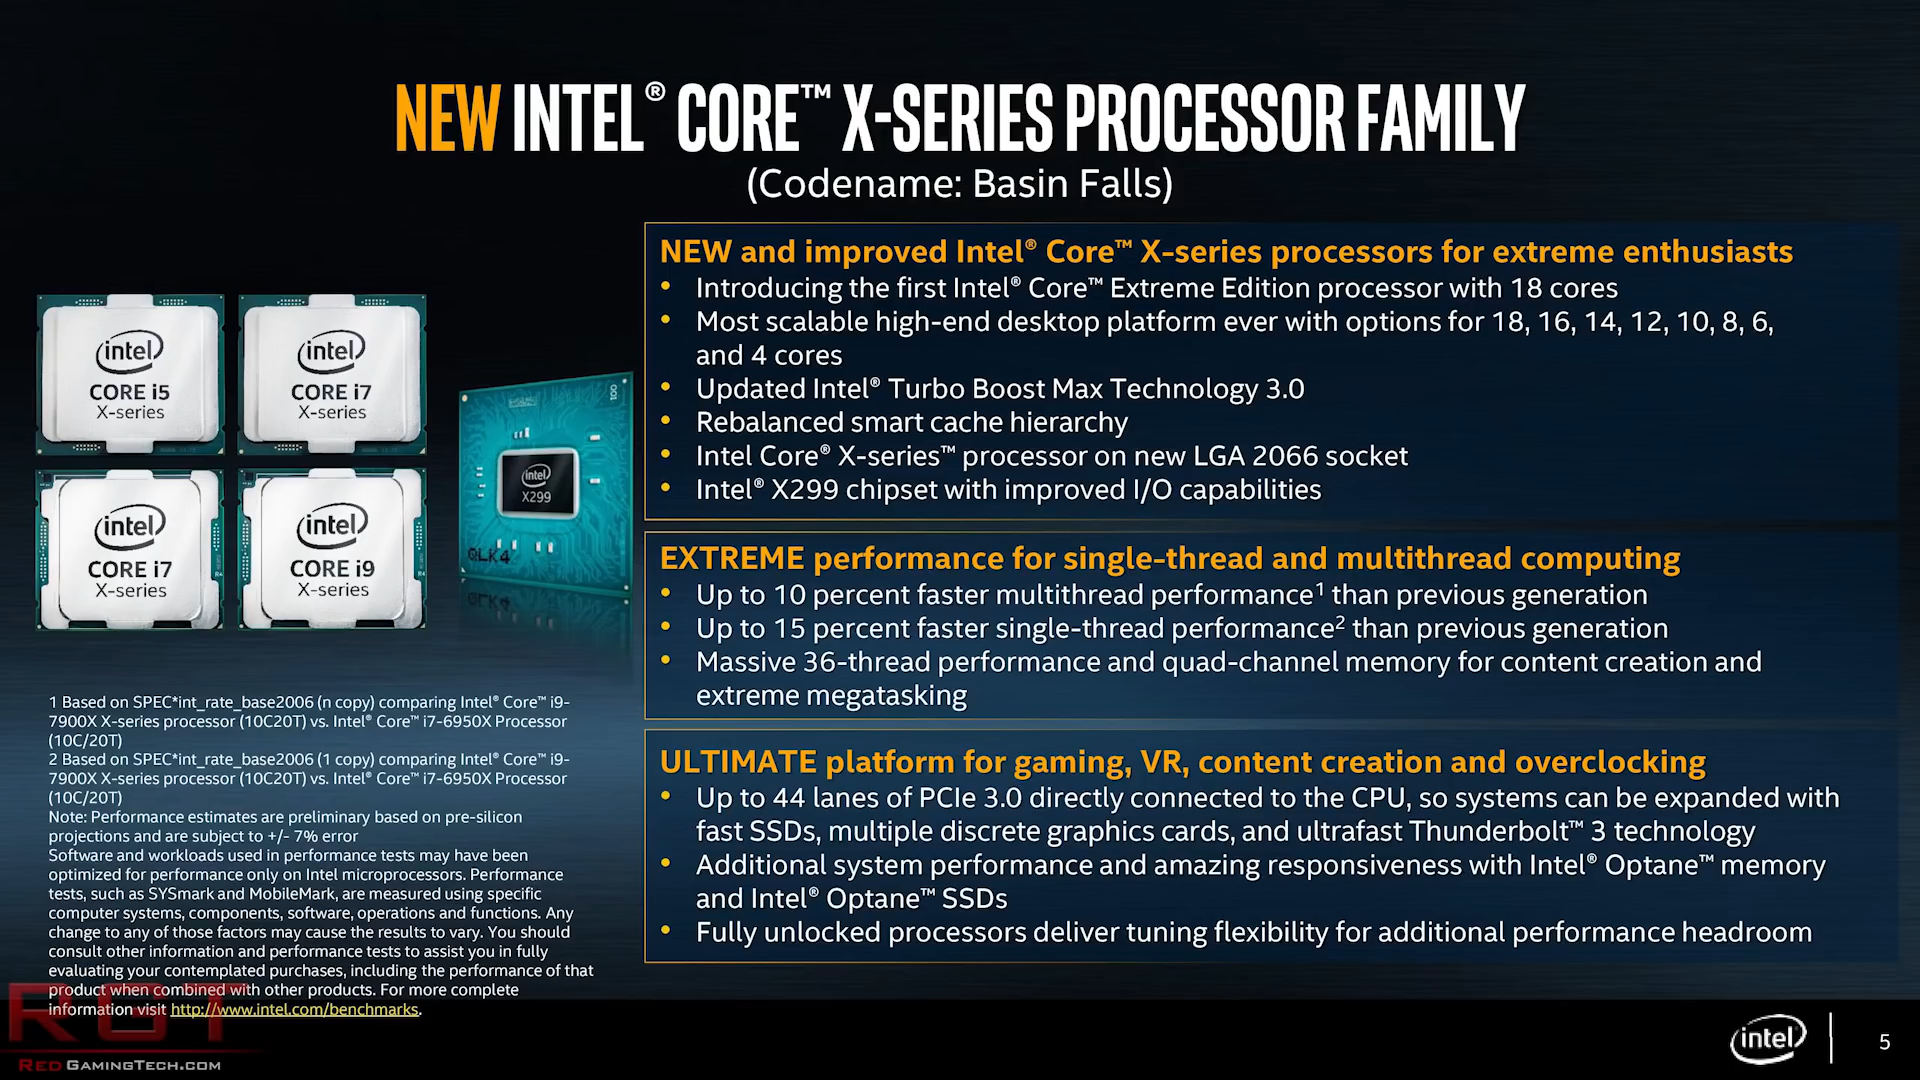 NEW INTEL® CORE™ X-SERIES PROCESSOR FAMILY
(Codename: Basin Falls)
intel
CORE i5
X-series
intel
CORE i7
X-series
intel
CORE i7
X-series
intel
CORE i9
X-series
intel
X299
QLK4
NEW and improved Intel® Core™ X-series processors for extreme enthusiasts
• Introducing the first Intel® Core™ Extreme Edition processor with 18 cores
• Most scalable high-end desktop platform ever with options for 18, 16, 14, 12, 10, 8, 6,
and 4 cores
• Updated Intel® Turbo Boost Max Technology 3.0
• Rebalanced smart cache hierarchy
• Intel Core® X-series™ processor on new LGA 2066 socket
• Intel® X299 chipset with improved I/O capabilities
EXTREME performance for single-thread and multithread computing
• Up to 10 percent faster multithread performance¹ than previous generation
• Up to 15 percent faster single-thread performance² than previous generation
• Massive 36-thread performance and quad-channel memory for content creation and
extreme megatasking
ULTIMATE platform for gaming, VR, content creation and overclocking
• Up to 44 lanes of PCIe 3.0 directly connected to the CPU, so systems can be expanded with
fast SSDs, multiple discrete graphics cards, and ultrafast Thunderbolt™ 3 technology
• Additional system performance and amazing responsiveness with Intel® Optane™ memory
and Intel® Optane™ SSDs
• Fully unlocked processors deliver tuning flexibility for additional performance headroom
1 Based on SPEC*int_rate_base2006 (n copy) comparing Intel® Core™ i9-
7900X X-series processor (10C20T) vs. Intel® Core™ i7-6950X Processor
(10C/20T)
2 Based on SPEC*int_rate_base2006 (1 copy) comparing Intel® Core™ i9-
7900X X-series processor (10C20T) vs. Intel® Core™ i7-6950X Processor
(10C/20T)
Note: Performance estimates are preliminary based on pre-silicon
projections and are subject to +/- 7% error
Software and workloads used in performance tests may have been
optimized for performance only on Intel microprocessors. Performance
tests, such as SYSmark and MobileMark, are measured using specific
computer systems, components, software, operations and functions. Any
change to any of those factors may cause the results to vary. You should
consult other information and performance tests to assist you in fully
evaluating your contemplated purchases, including the performance of that
product when combined with other products. For more complete
information visit http://www.intel.com/benchmarks.
RGT
RED GAMINGTECH.COM
intel
5